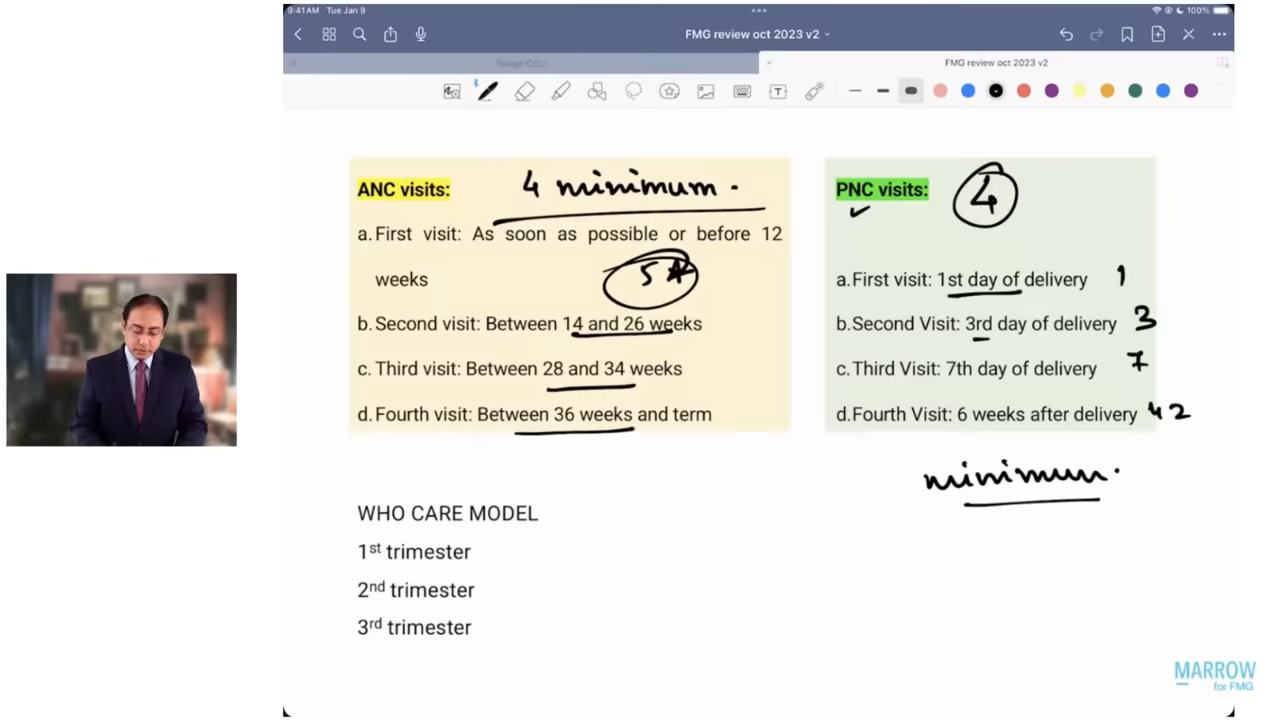 9:41 AM Tue Jan 9
100%
FMG review oct 2023 v2
FMG review oct 2023 v2
T
ANC visits: 4 minimum.
a. First visit: As soon as possible or before 12
weeks 5
b. Second visit: Between 14 and 26 weeks
c. Third visit: Between 28 and 34 weeks
d. Fourth visit: Between 36 weeks and term
PNC visits: 4
a. First visit: 1st day of delivery 1
b. Second Visit: 3rd day of delivery 3
c. Third Visit: 7th day of delivery 7
d. Fourth Visit: 6 weeks after delivery 42
minimum.
WHO CARE MODEL
1st trimester
2nd trimester
3rd trimester
MARROW
for FMG